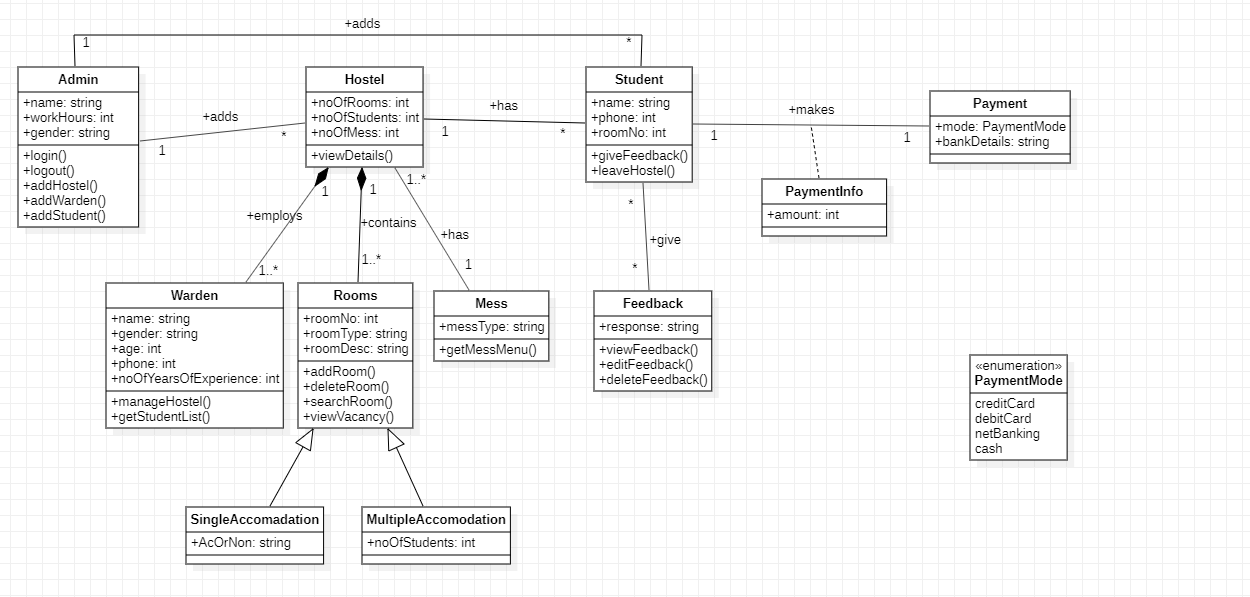 +adds
1
*
Admin
+name: string
+workHours: int
+gender: string
+login()
+logout()
+addHostel()
+addWarden()
+addStudent()
+adds
1
*
Hostel
+noOfRooms: int
+noOfStudents: int
+noOfMess: int
+viewDetails()
+has
1
*
Student
+name: string
+phone: int
+roomNo: int
+giveFeedback()
+leaveHostel()
+makes
1
1
Payment
+mode: PaymentMode
+bankDetails: string
PaymentInfo
+amount: int
1
+employs
1..*
1
+contains
1..*
1..*
+has
1
*
+give
*
Warden
+name: string
+gender: string
+age: int
+phone: int
+noOfYearsOfExperience: int
+manageHostel()
+getStudentList()
Rooms
+roomNo: int
+roomType: string
+roomDesc: string
+addRoom()
+deleteRoom()
+searchRoom()
+viewVacancy()
Mess
+messType: string
+getMessMenu()
Feedback
+response: string
+viewFeedback()
+editFeedback()
+deleteFeedback()
«enumeration»
PaymentMode
creditCard
debitCard
netBanking
cash
SingleAccomadation
+AcOrNon: string
MultipleAccomodation
+noOfStudents: int